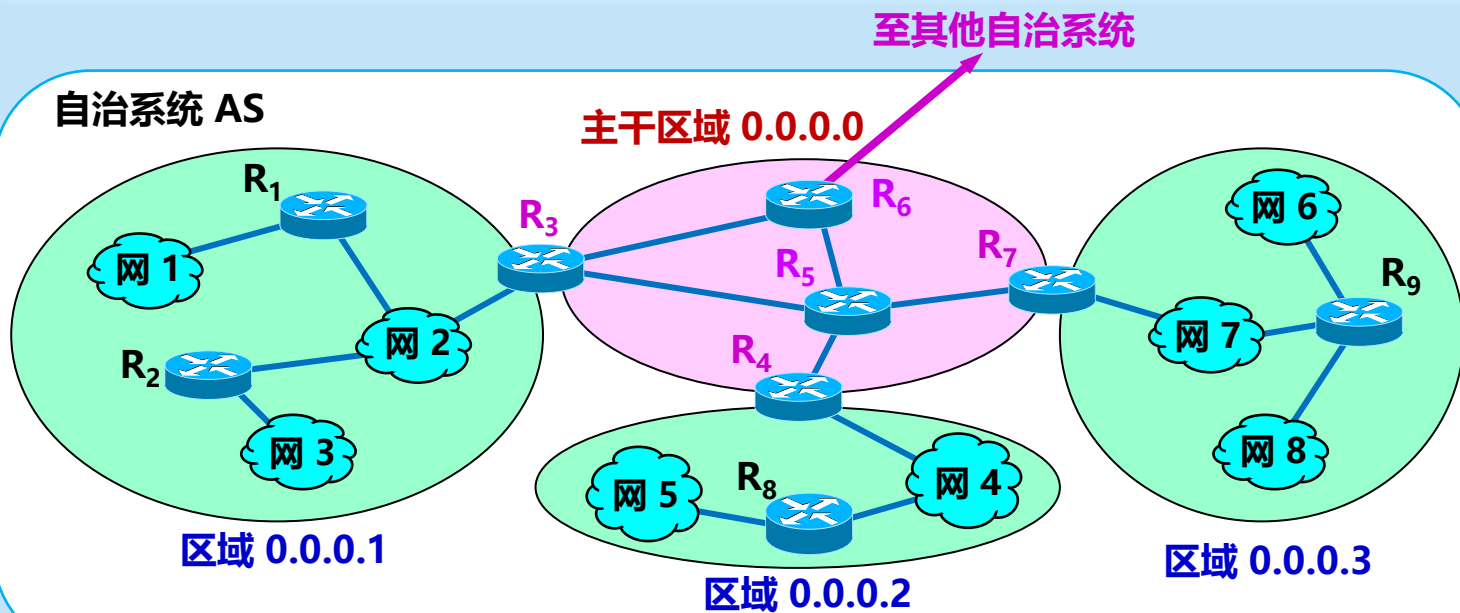 至其他自治系统
自治系统 AS
主干区域 0.0.0.0
R1
网 1
R2
网 2
网 3
R3
R6
R5
R7
R4
网 6
R9
网 7
网 8
网 5
R8
网 4
区域 0.0.0.1
区域 0.0.0.2
区域 0.0.0.3